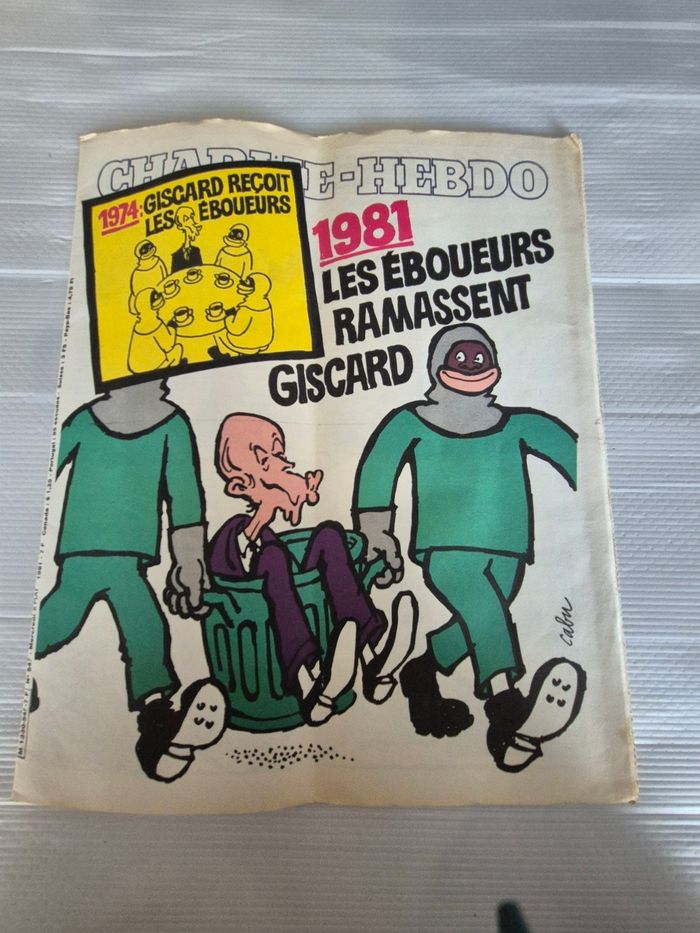 CHARLIE-HEBDO
1974: GISCARD REÇOIT
LES ÉBOUEURS
1981
LES ÉBOUEURS
RAMASSENT
GISCARD
cabu